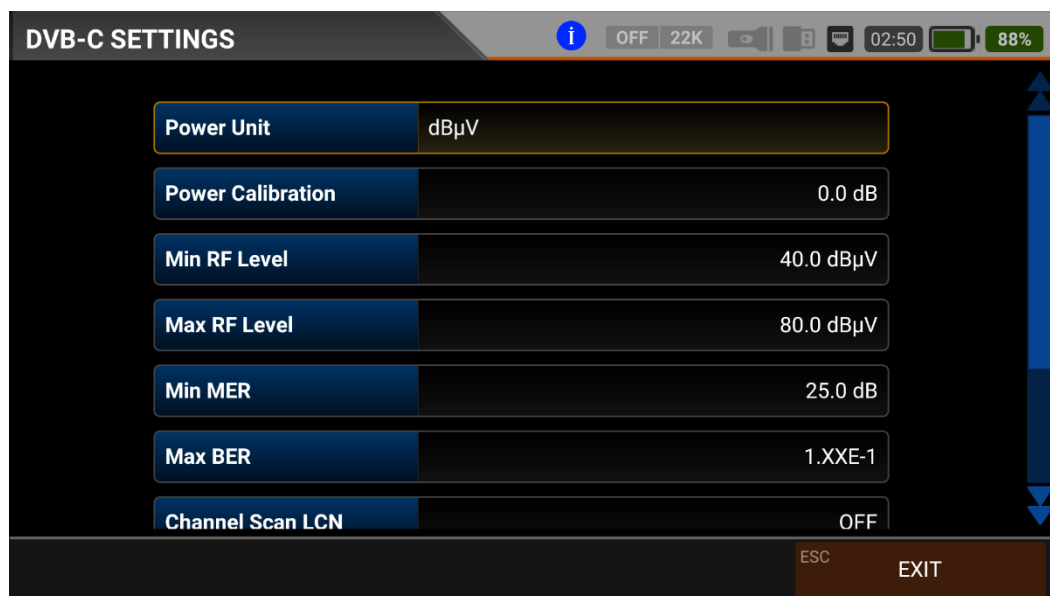 DVB-C SETTINGS
i OFF 22K 02:50 88%
Power Unit dBµV
Power Calibration 0.0 dB
Min RF Level 40.0 dBµV
Max RF Level 80.0 dBµV
Min MER 25.0 dB
Max BER 1.XXE-1
Channel Scan LCN OFF
ESC EXIT